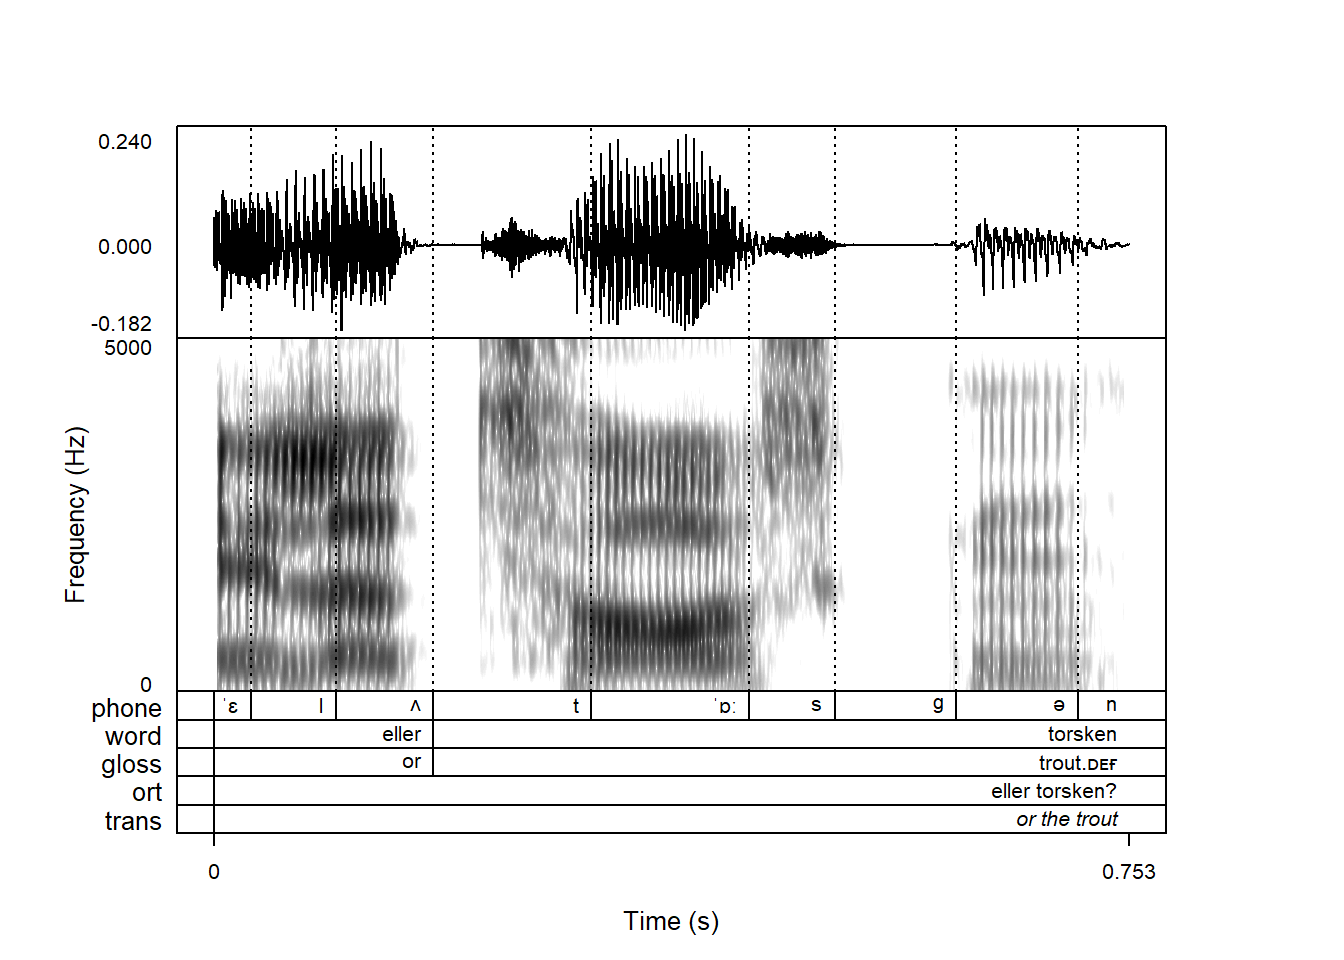 0.240
0.000
-0.182
5000
Frequency (Hz)
0
phone ˈɛ l ʌ t ˈɒː s ɡ ə n
word eller torsken
gloss or trout.ᴅᴇꜰ
ort eller torsken?
trans or the trout
0 0.753
Time (s)